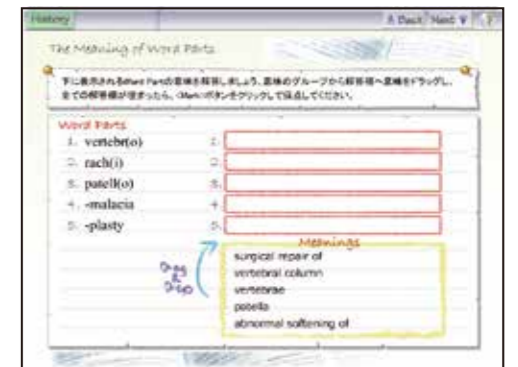 History
Back Next
The Meaning of Word Parts
下に表示されるWord Partの意味を解答しましょう。意味のグループから解答欄へ意味をドラッグし、
全ての解答欄が埋まったら、<Mark>ボタンをクリックして採点してください。
Word Parts
1. vertebr(o) 1.
2. rach(i) 2.
3. patell(o) 3.
4. -malacia 4.
5. -plasty 5.
Meanings
surgical repair of
vertebral column
vertebrae
patella
abnormal softening of
Drag
&
Drop